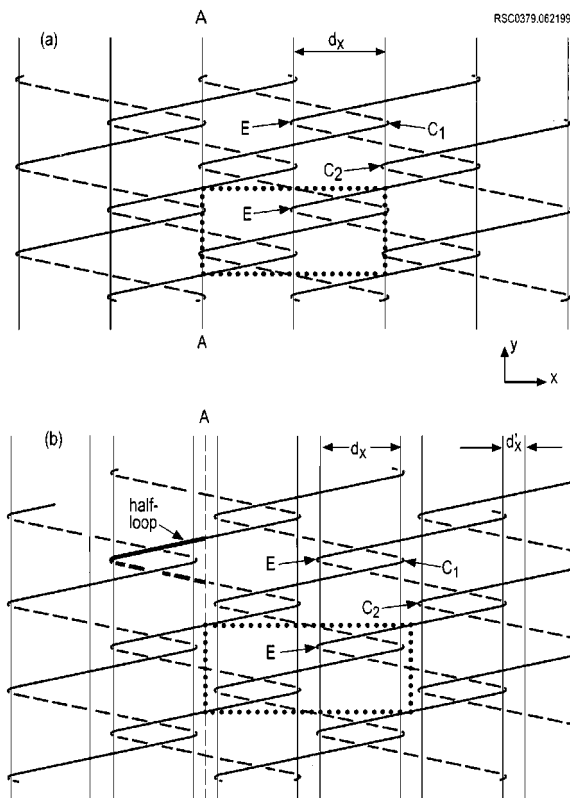 RSC0379.062199
A
(a)
dx
E
C1
C2
E
A
y
x
A
(b)
dx
d'x
half-
loop
E
C1
C2
E